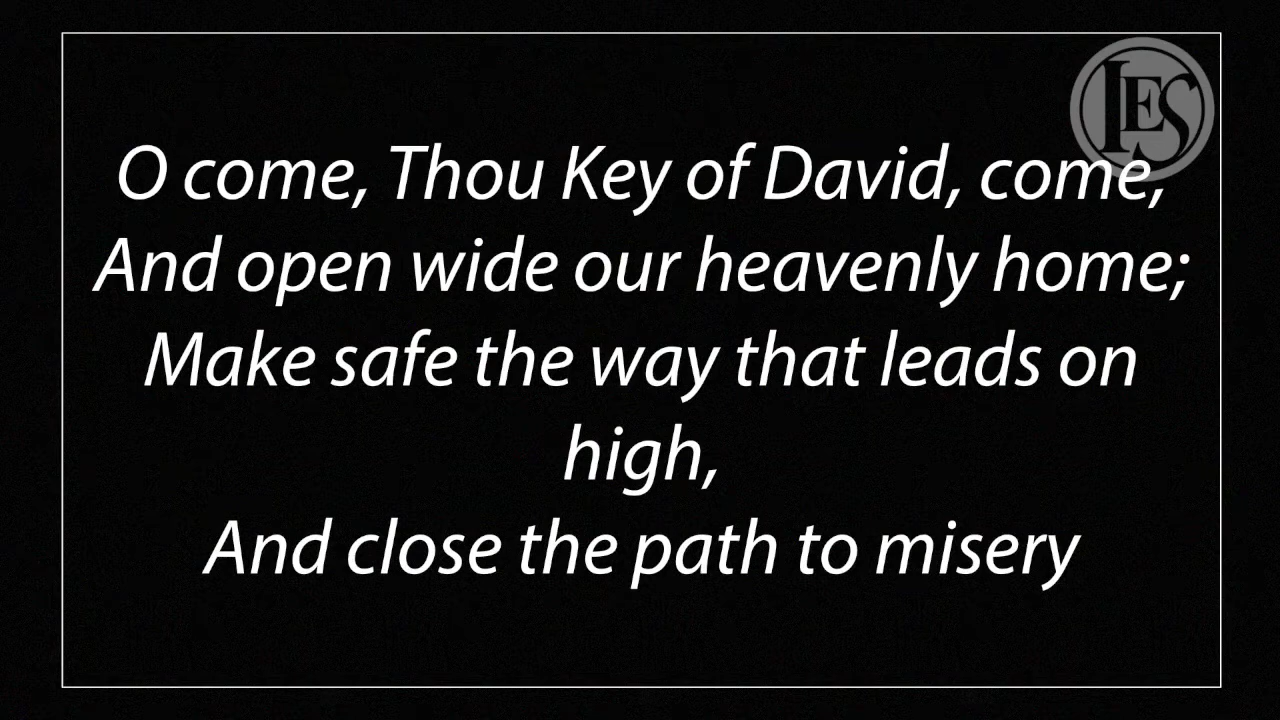 LES
O come, Thou Key of David, come,
And open wide our heavenly home;
Make safe the way that leads on
high,
And close the path to misery